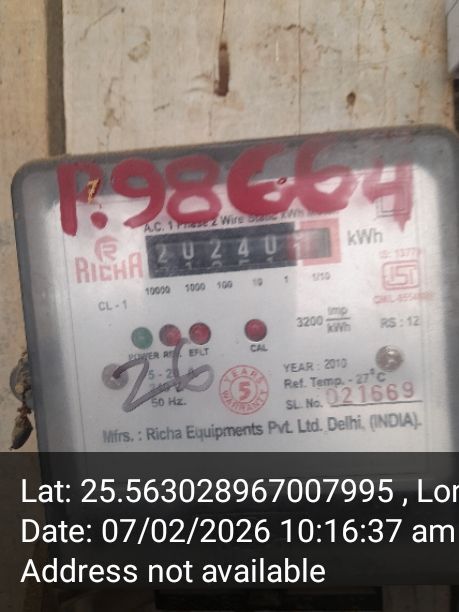 P.98664
A.C. 1 Phase 2 Wire Static kWh
RICHA
20240
kWh
10000 1000 100 10 1 1/10
CL - 1
3200 Imp/kWh
RS : 12
POWER
EFLT
CAL
26
50 Hz.
5 YEARS WARRANTY
YEAR : 2010
Ref. Temp. - 27°C
SL. No. 021669
Mfrs. : Richa Equipments Pvt. Ltd. Delhi, (INDIA).
Lat: 25.563028967007995 , Lon
Date: 07/02/2026 10:16:37 am
Address not available